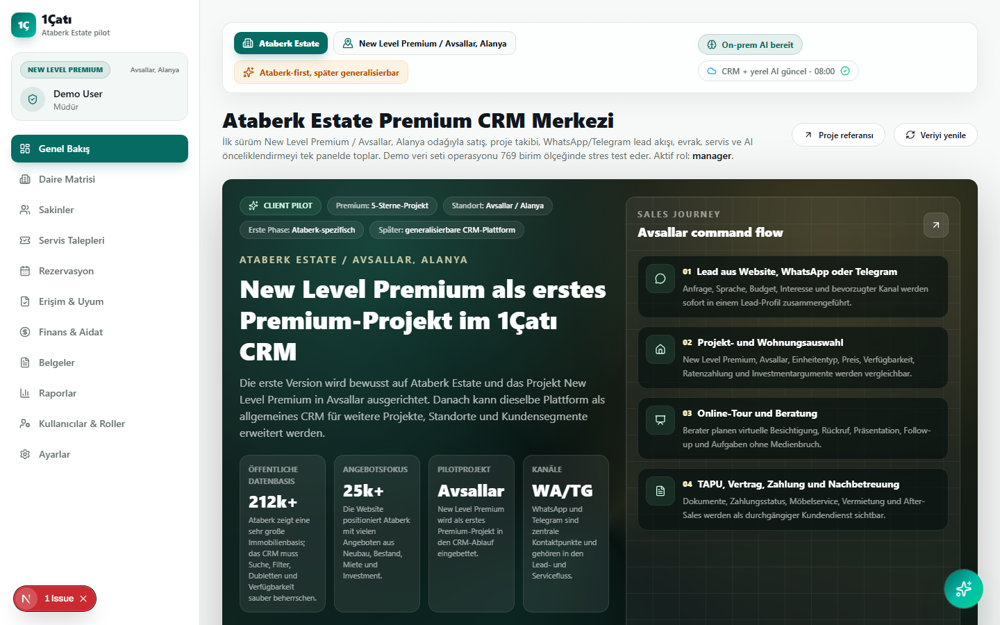 1Ç
1Çatı
Ataberk Estate pilot
NEW LEVEL PREMIUM
Avsallar, Alanya
Demo User
Müdür
Genel Bakış
Daire Matrisi
Sakinler
Servis Talepleri
Rezervasyon
Erişim & Uyum
Finans & Aidat
Belgeler
Raporlar
Kullanıcılar & Roller
Ayarlar
N
1 Issue
Ataberk Estate
New Level Premium / Avsallar, Alanya
Ataberk-first, später generalisierbar
On-prem AI bereit
CRM + yerel AI güncel - 08:00
Ataberk Estate Premium CRM Merkezi
İlk sürüm New Level Premium / Avsallar, Alanya odağıyla satış, proje takibi, WhatsApp/Telegram lead akışı, evrak, servis ve AI
önceliklendirmeyi tek panelde toplar. Demo veri seti operasyonu 769 birim ölçeğinde stres test eder. Aktif rol: manager.
Proje referansı
Veriyi yenile
CLIENT PILOT
Premium: 5-Sterne-Projekt
Standort: Avsallar / Alanya
Erste Phase: Ataberk-spezifisch
Später: generalisierbare CRM-Plattform
ATABERK ESTATE / AVSALLAR, ALANYA
New Level Premium als erstes
Premium-Projekt im 1Çatı
CRM
Die erste Version wird bewusst auf Ataberk Estate und das Projekt New
Level Premium in Avsallar ausgerichtet. Danach kann dieselbe Plattform als
allgemeines CRM für weitere Projekte, Standorte und Kundensegmente
erweitert werden.
ÖFFENTLICHE
DATENBASIS
212k+
Ataberk zeigt eine
sehr große
Immobilienbasis;
das CRM muss
Suche, Filter,
Dubletten und
Verfügbarkeit
sauber beherrschen.
ANGEBOTSFOKUS
25k+
Die Website
positioniert Ataberk
mit vielen
Angeboten aus
Neubau, Bestand,
Miete und
Investment.
PILOTPROJEKT
Avsallar
New Level Premium
wird als erstes
Premium-Projekt in
den CRM-Ablauf
eingebettet.
KANÄLE
WA/TG
WhatsApp und
Telegram sind
zentrale
Kontaktpunkte und
gehören in den
Lead- und
Servicefluss.
SALES JOURNEY
Avsallar command flow
01 Lead aus Website, WhatsApp oder Telegram
Anfrage, Sprache, Budget, Interesse und bevorzugter Kanal werden
sofort in einem Lead-Profil zusammengeführt.
02 Projekt- und Wohnungsauswahl
New Level Premium, Avsallar, Einheitentyp, Preis, Verfügbarkeit,
Ratenzahlung und Investmentargumente werden vergleichbar.
03 Online-Tour und Beratung
Berater planen virtuelle Besichtigung, Rückruf, Präsentation, Follow-
up und Aufgaben ohne Medienbruch.
04 TAPU, Vertrag, Zahlung und Nachbetreuung
Dokumente, Zahlungsstatus, Möbelservice, Vermietung und After-
Sales werden als durchgängiger Kundendienst sichtbar.